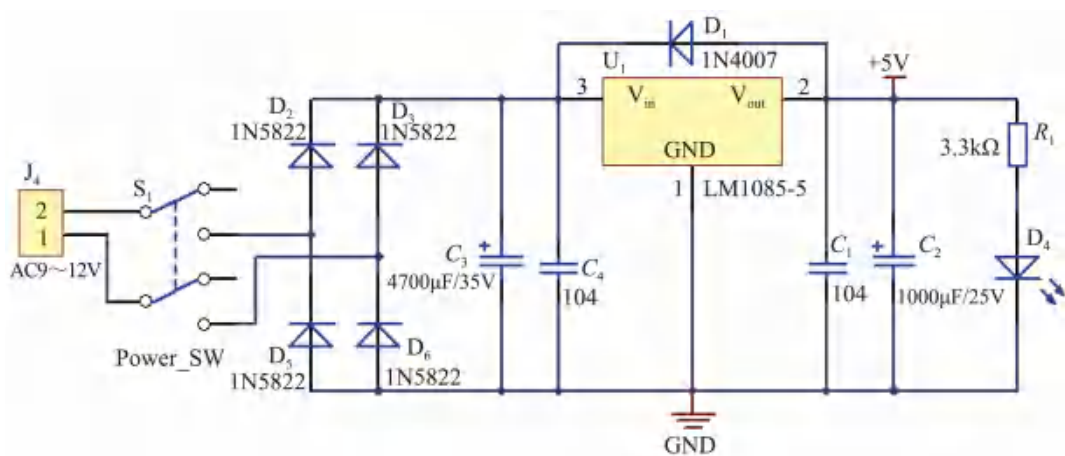 D₁
1N4007
U₁
+5V
3
Vᵢₙ
Vₒᵤₜ
2
GND
1
LM1085-5
D₂
1N5822
D₃
1N5822
R₁
3.3kΩ
J₄
2
1
AC9～12V
S₁
Power_SW
C₃
+
4700μF/35V
C₄
104
C₁
104
+
C₂
1000μF/25V
D₄
D₅
1N5822
D₆
1N5822
GND